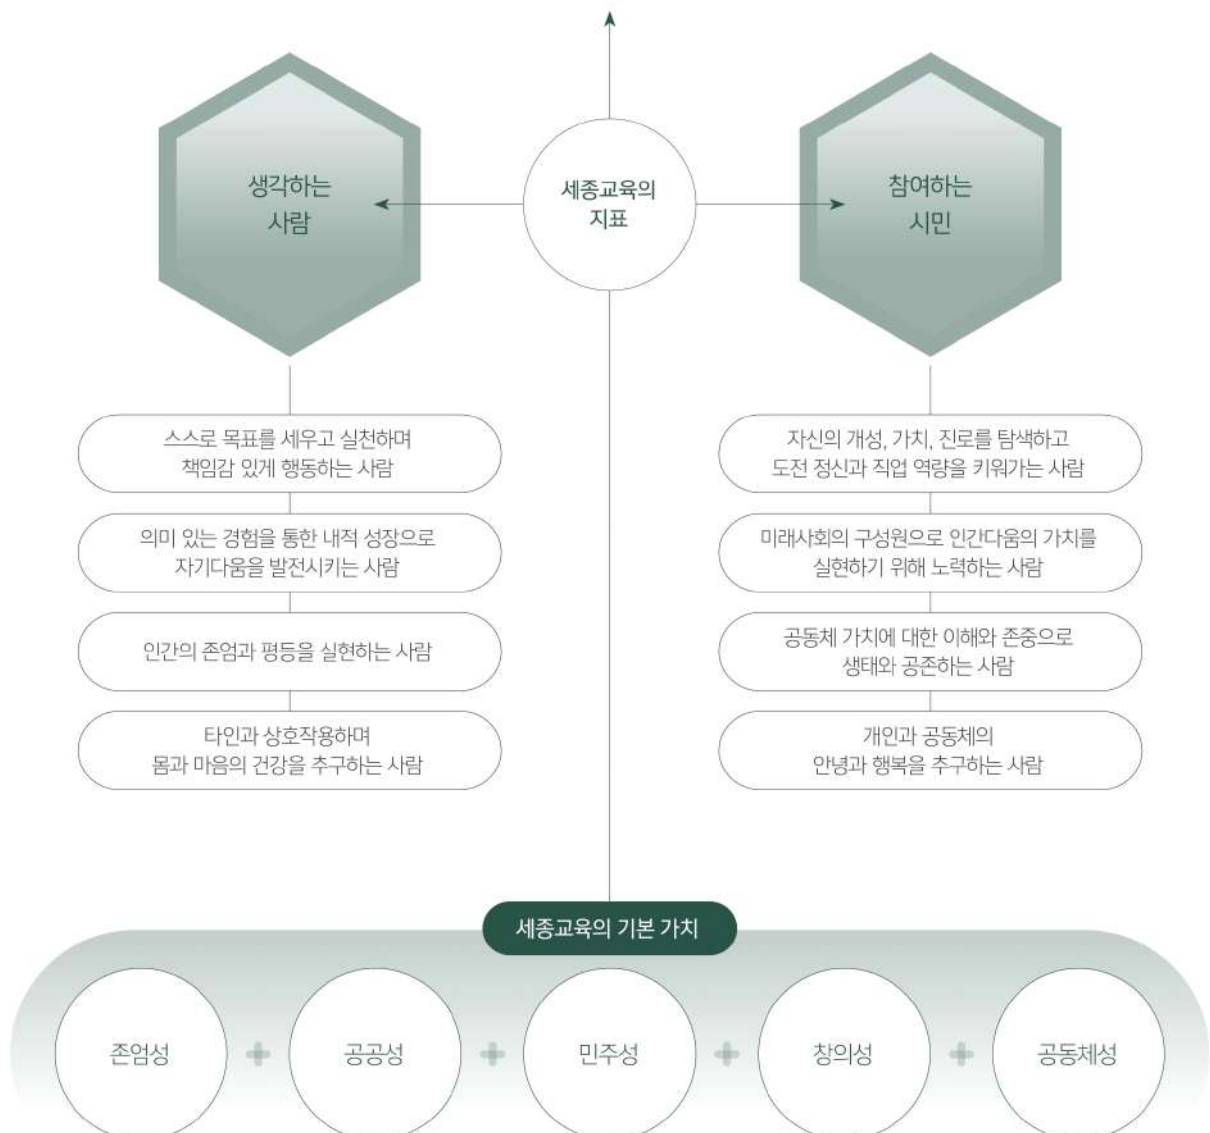 생각하는
사람
세종교육의
지표
참여하는
시민
스스로 목표를 세우고 실천하며
책임감 있게 행동하는 사람
의미 있는 경험을 통한 내적 성장으로
자기다움을 발전시키는 사람
인간의 존엄과 평등을 실현하는 사람
타인과 상호작용하며
몸과 마음의 건강을 추구하는 사람
자신의 개성, 가치, 진로를 탐색하고
도전 정신과 직업 역량을 키워가는 사람
미래사회의 구성원으로 인간다움의 가치를
실현하기 위해 노력하는 사람
공동체 가치에 대한 이해와 존중으로
생태와 공존하는 사람
개인과 공동체의
안녕과 행복을 추구하는 사람
세종교육의 기본 가치
존엄성
공공성
민주성
창의성
공동체성